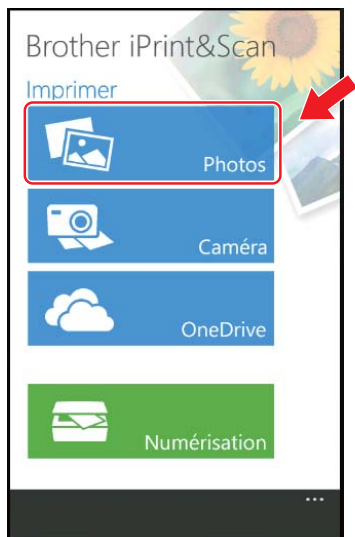 Brother iPrint&Scan
Imprimer
Photos
Caméra
OneDrive
Numérisation
...